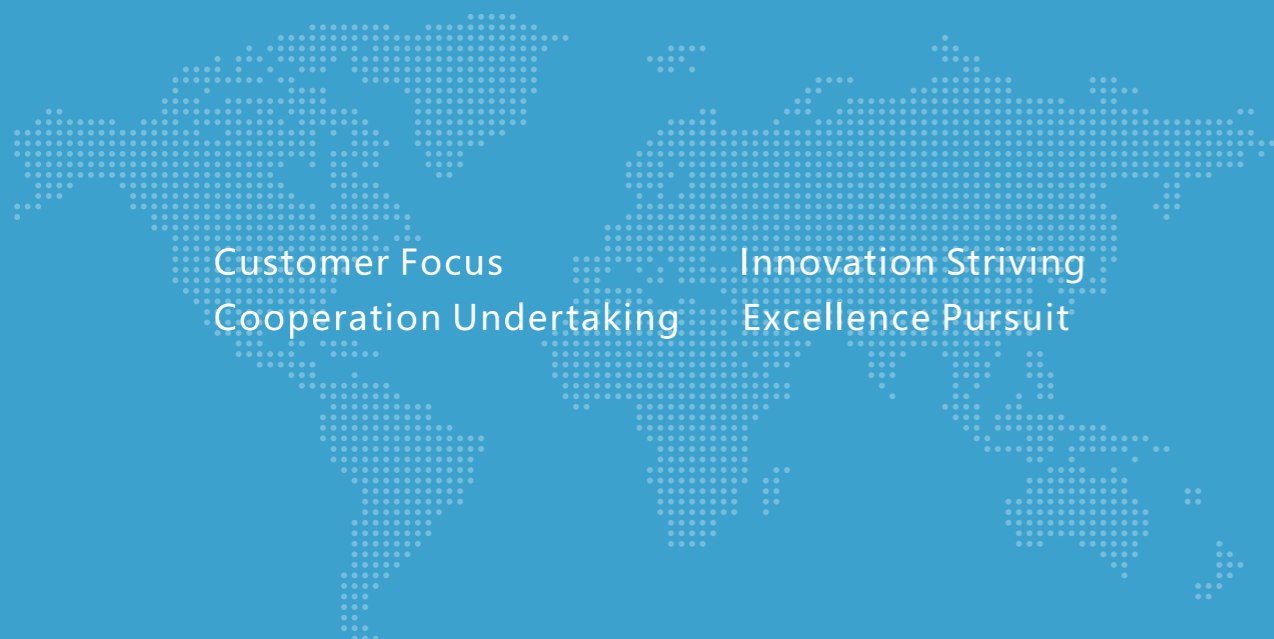 Customer Focus
Innovation Striving
Cooperation Undertaking
Excellence Pursuit